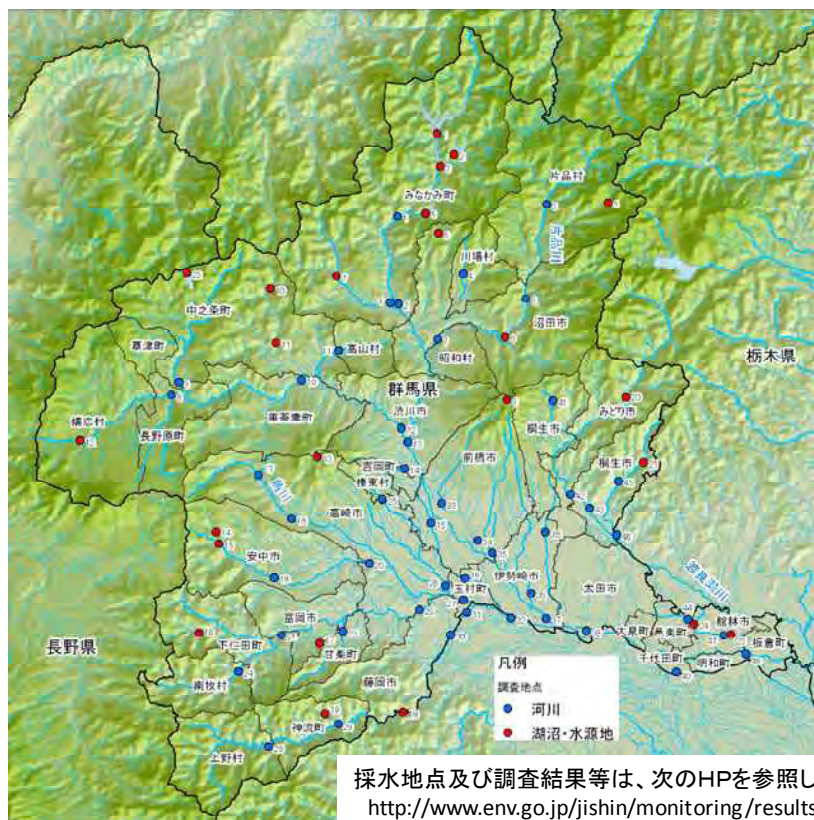 片品村
みなかみ町
片品川
川場村
中之条町
沼田市
栃木県
草津町
高山村
昭和村
群馬県
嬬恋村
長野原町
東吾妻町
渋川市
みどり市
桐生市
吉岡町
前橋市
桐生市
榛東村
烏川
高崎市
安中市
伊勢崎市
太田市
渡良瀬川
玉村町
富岡市
大泉町
邑楽町
館林市
板倉町
長野県
下仁田町
甘楽町
千代田町
明和町
南牧村
藤岡市
神流町
上野村
凡例
調査地点
河川
湖沼・水源地
採水地点及び調査結果等は、次のHPを参照し
http://www.env.go.jp/jishin/monitoring/results